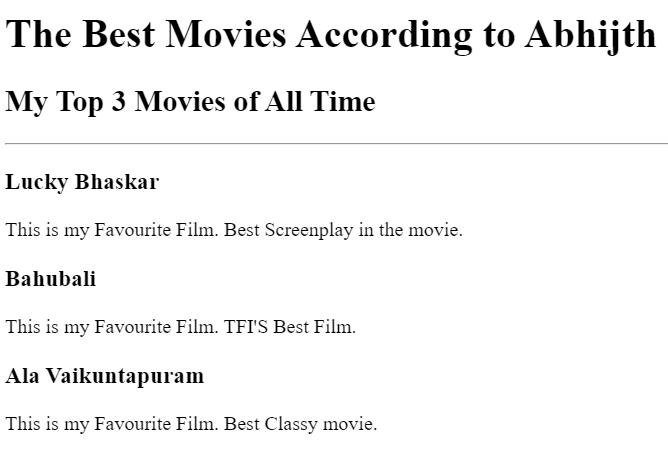 The Best Movies According to Abhijth
My Top 3 Movies of All Time
Lucky Bhaskar
This is my Favourite Film. Best Screenplay in the movie.
Bahubali
This is my Favourite Film. TFI'S Best Film.
Ala Vaikuntapuram
This is my Favourite Film. Best Classy movie.